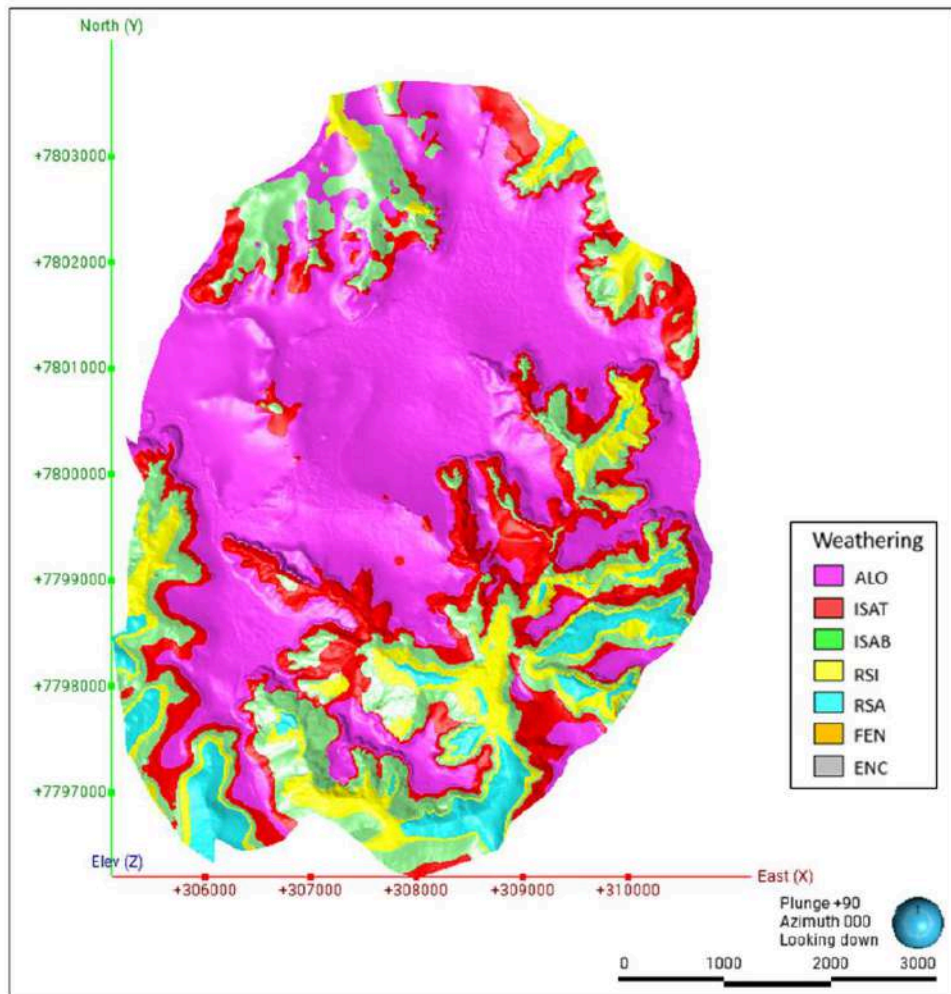 North (Y)
+7803000
+7802000
+7801000
+7800000
+7799000
+7798000
+7797000
Elev (Z)
+306000
+307000
+308000
+309000
+310000
East (X)
Weathering
ALO
ISAT
ISAB
RSI
RSA
FEN
ENC
Plunge +90
Azimuth 000
Looking down
0
1000
2000
3000